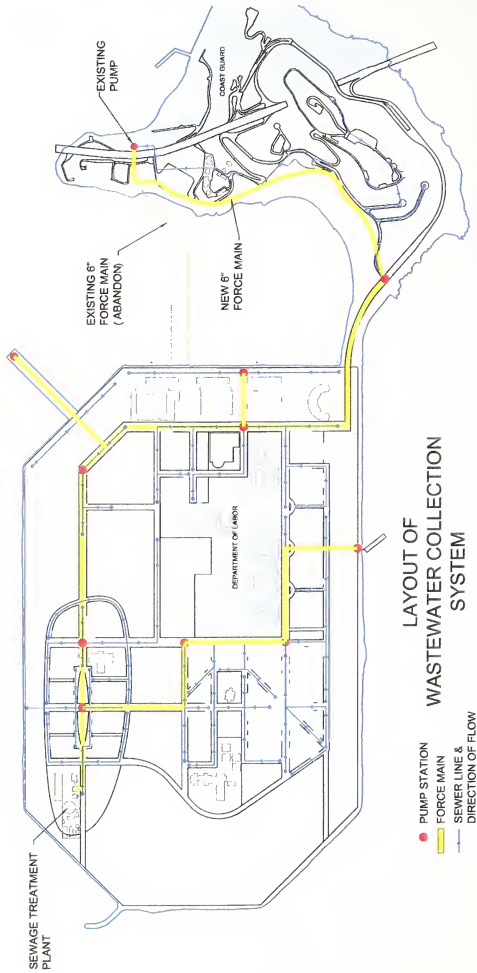 EXISTING
PUMP
COAST GUARD
EXISTING 6"
FORCE MAIN
( ABANDON)
NEW 6"
FORCE MAIN
DEPARTMENT OF LABOR
SEWAGE TREATMENT
PLANT
LAYOUT OF
WASTEWATER COLLECTION
SYSTEM
PUMP STATION
FORCE MAIN
SEWER LINE &
DIRECTION OF FLOW